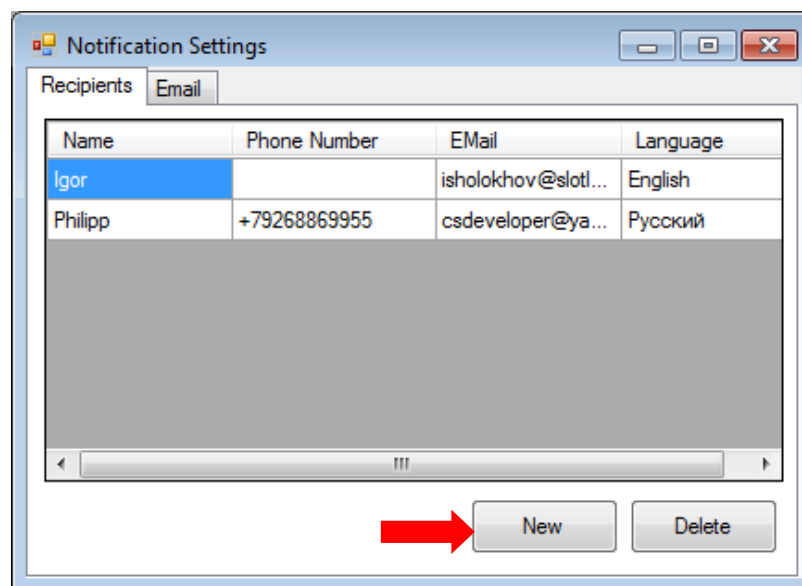 Notification Settings
Recipients Email
Name Phone Number EMail Language
Igor isholokhov@slotl... English
Philipp +79268869955 csdeveloper@ya... Русский
New Delete